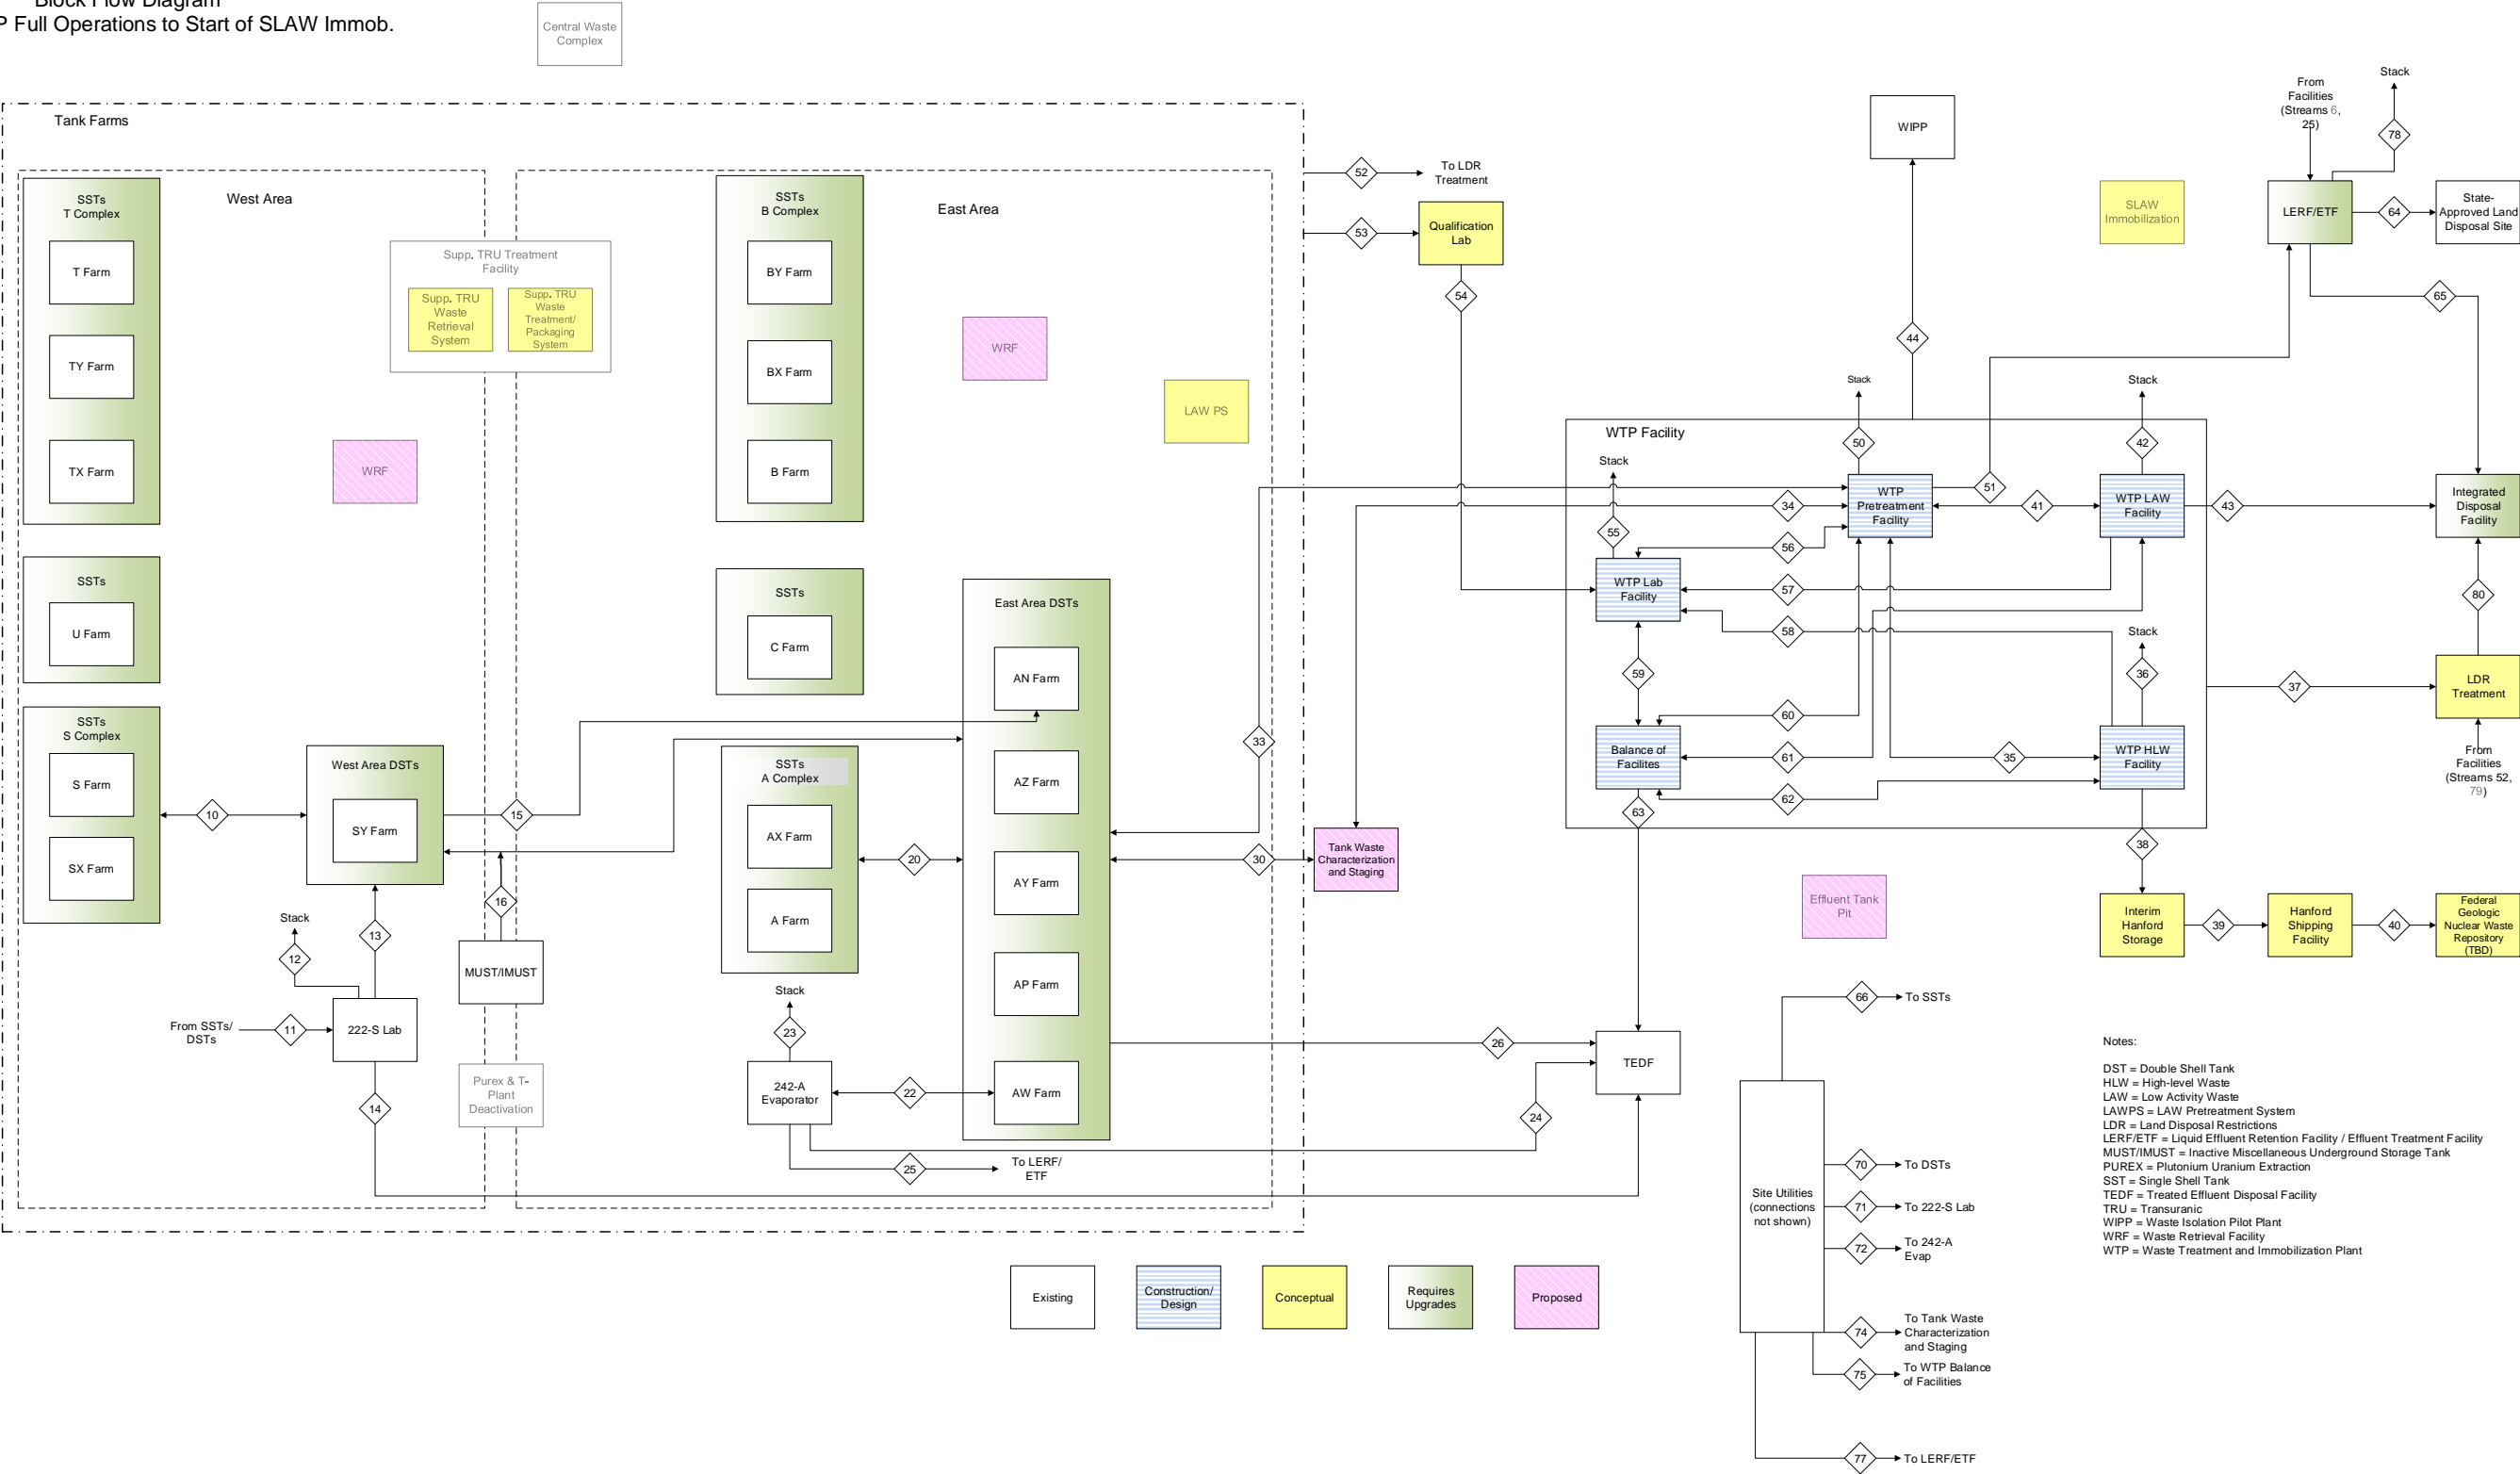 Block Flow Diagram
P Full Operations to Start of SLAW Immob.
Central Waste
Complex
Tank Farms
West Area
East Area
SSTs
T Complex
T Farm
TY Farm
TX Farm
SSTs
U Farm
SSTs
S Complex
S Farm
SX Farm
10
West Area DSTs
SY Farm
Supp. TRU Treatment
Facility
Supp. TRU
Waste
Retrieval
System
Supp. TRU
Waste
Treatment/
Packaging
System
WRF
15
16
MUST/IMUST
Purex & T-
Plant
Deactivation
Stack
12
13
From SSTs/
DSTs
11
222-S Lab
14
SSTs
B Complex
BY Farm
BX Farm
B Farm
WRF
LAW PS
SSTs
C Farm
SSTs
A Complex
AX Farm
A Farm
20
East Area DSTs
AN Farm
AZ Farm
AY Farm
AP Farm
AW Farm
Stack
23
242-A
Evaporator
22
25
To LERF/
ETF
33
30
52
To LDR
Treatment
53
Qualification
Lab
54
Tank Waste
Characterization
and Staging
26
24
TEDF
WIPP
44
WTP Facility
Stack
55
Stack
50
Stack
42
WTP
Pretreatment
Facility
51
41
WTP LAW
Facility
43
34
56
57
58
WTP Lab
Facility
59
60
61
62
35
Balance of
Facilites
63
Stack
36
WTP HLW
Facility
38
37
From
Facilities
(Streams 6,
25)
Stack
78
SLAW
Immobilization
LERF/ETF
64
State-
Approved Land
Disposal Site
65
Integrated
Disposal
Facility
80
LDR
Treatment
From
Facilities
(Streams 52,
79)
Effluent Tank
Pit
Interim
Hanford
Storage
39
Hanford
Shipping
Facility
40
Federal
Geologic
Nuclear Waste
Repository
(TBD)
66
To SSTs
Site Utilities
(connections
not shown)
70
To DSTs
71
To 222-S Lab
72
To 242-A
Evap
74
To Tank Waste
Characterization
and Staging
75
To WTP Balance
of Facilities
77
To LERF/ETF
Notes:
DST = Double Shell Tank
HLW = High-level Waste
LAW = Low Activity Waste
LAWPS = LAW Pretreatment System
LDR = Land Disposal Restrictions
LERF/ETF = Liquid Effluent Retention Facility / Effluent Treatment Facility
MUST/IMUST = Inactive Miscellaneous Underground Storage Tank
PUREX = Plutonium Uranium Extraction
SST = Single Shell Tank
TEDF = Treated Effluent Disposal Facility
TRU = Transuranic
WIPP = Waste Isolation Pilot Plant
WRF = Waste Retrieval Facility
WTP = Waste Treatment and Immobilization Plant
Existing
Construction/
Design
Conceptual
Requires
Upgrades
Proposed